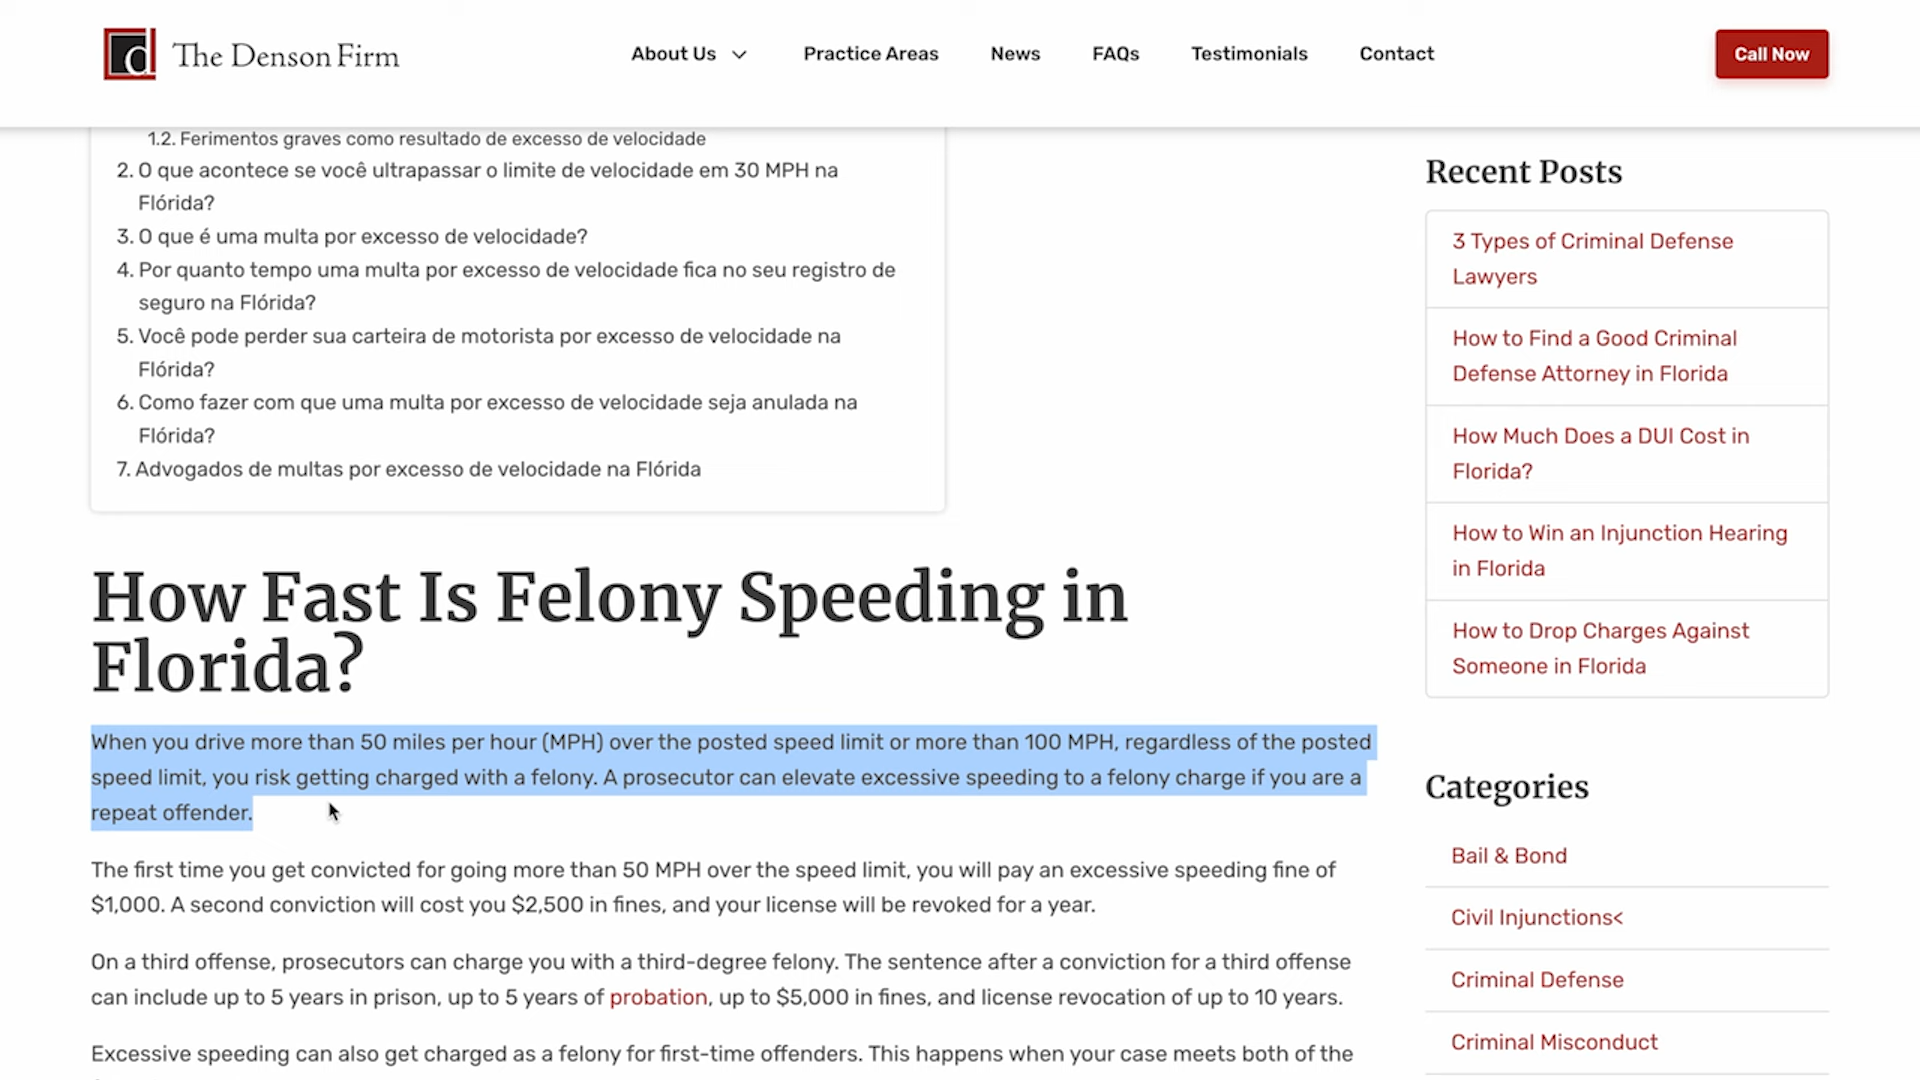 d The Denson Firm
About Us
Practice Areas
News
FAQs
Testimonials
Contact
Call Now
1.2. Ferimentos graves como resultado de excesso de velocidade
2. O que acontece se você ultrapassar o limite de velocidade em 30 MPH na
Flórida?
3. O que é uma multa por excesso de velocidade?
4. Por quanto tempo uma multa por excesso de velocidade fica no seu registro de
seguro na Flórida?
5. Você pode perder sua carteira de motorista por excesso de velocidade na
Flórida?
6. Como fazer com que uma multa por excesso de velocidade seja anulada na
Flórida?
7. Advogados de multas por excesso de velocidade na Flórida
How Fast Is Felony Speeding in
Florida?
When you drive more than 50 miles per hour (MPH) over the posted speed limit or more than 100 MPH, regardless of the posted
speed limit, you risk getting charged with a felony. A prosecutor can elevate excessive speeding to a felony charge if you are a
repeat offender.
The first time you get convicted for going more than 50 MPH over the speed limit, you will pay an excessive speeding fine of
$1,000. A second conviction will cost you $2,500 in fines, and your license will be revoked for a year.
On a third offense, prosecutors can charge you with a third-degree felony. The sentence after a conviction for a third offense
can include up to 5 years in prison, up to 5 years of probation, up to $5,000 in fines, and license revocation of up to 10 years.
Excessive speeding can also get charged as a felony for first-time offenders. This happens when your case meets both of the
Recent Posts
3 Types of Criminal Defense
Lawyers
How to Find a Good Criminal
Defense Attorney in Florida
How Much Does a DUI Cost in
Florida?
How to Win an Injunction Hearing
in Florida
How to Drop Charges Against
Someone in Florida
Categories
Bail & Bond
Civil Injunctions<
Criminal Defense
Criminal Misconduct